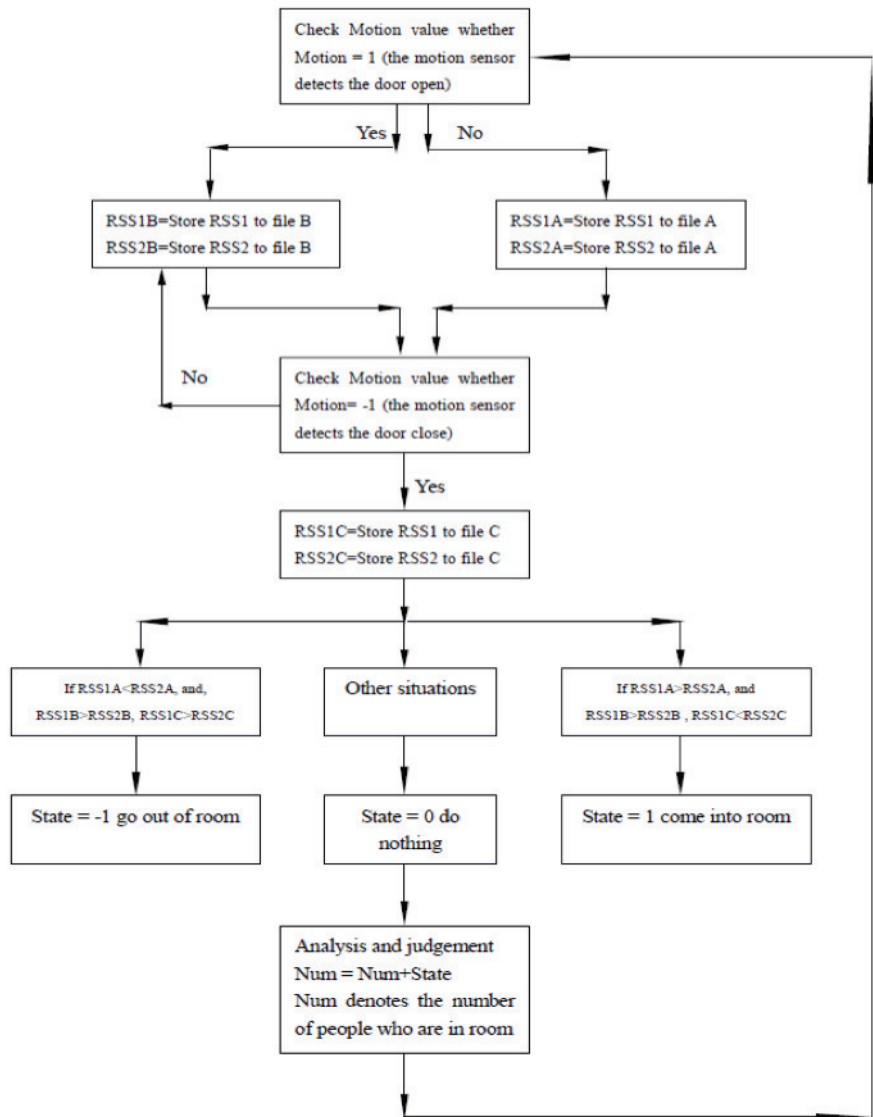 Check Motion value whether
Motion = 1 (the motion sensor
detects the door open)
Yes
No
RSS1B=Store RSS1 to file B
RSS2B=Store RSS2 to file B
RSS1A=Store RSS1 to file A
RSS2A=Store RSS2 to file A
No
Check Motion value whether
Motion= -1 (the motion sensor
detects the door close)
Yes
RSS1C=Store RSS1 to file C
RSS2C=Store RSS2 to file C
If RSS1A<RSS2A, and,
RSS1B>RSS2B, RSS1C>RSS2C
Other situations
If RSS1A>RSS2A, and
RSS1B>RSS2B , RSS1C<RSS2C
State = -1 go out of room
State = 0 do
nothing
State = 1 come into room
Analysis and judgement
Num = Num+State
Num denotes the number
of people who are in room